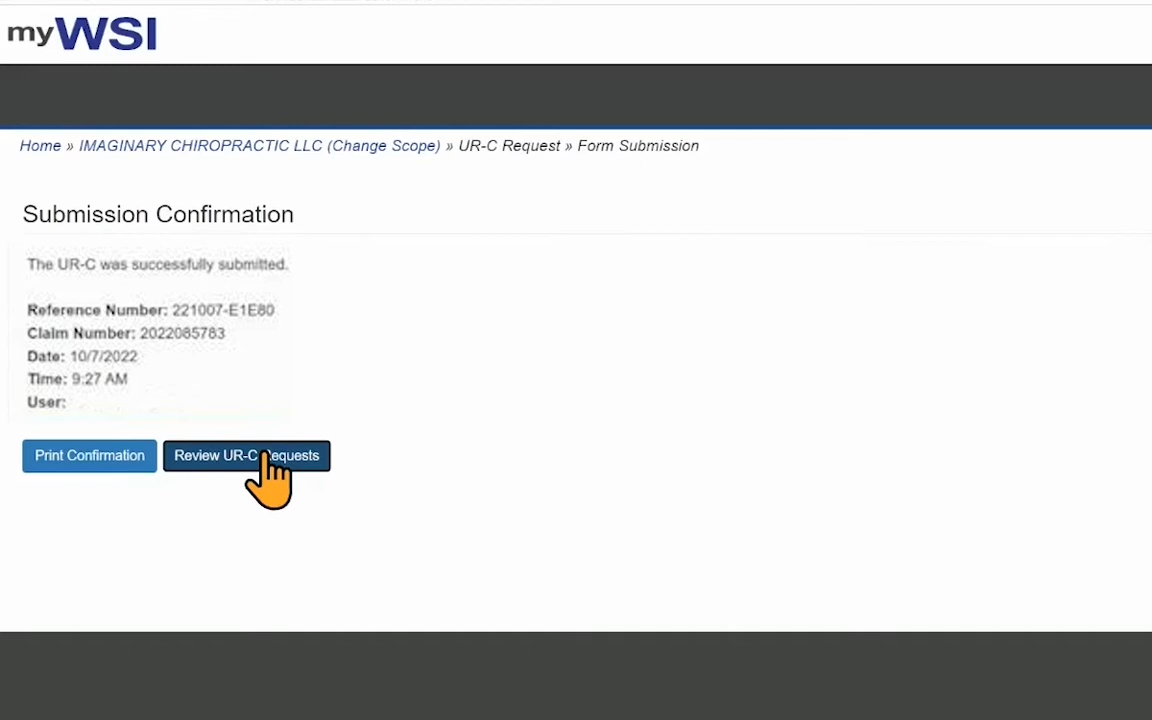 myWSI
Home » IMAGINARY CHIROPRACTIC LLC (Change Scope) » UR-C Request » Form Submission
Submission Confirmation
The UR-C was successfully submitted.
Reference Number: 221007-E1E80
Claim Number: 2022085783
Date: 10/7/2022
Time: 9:27 AM
User:
Print Confirmation
Review UR-C Requests